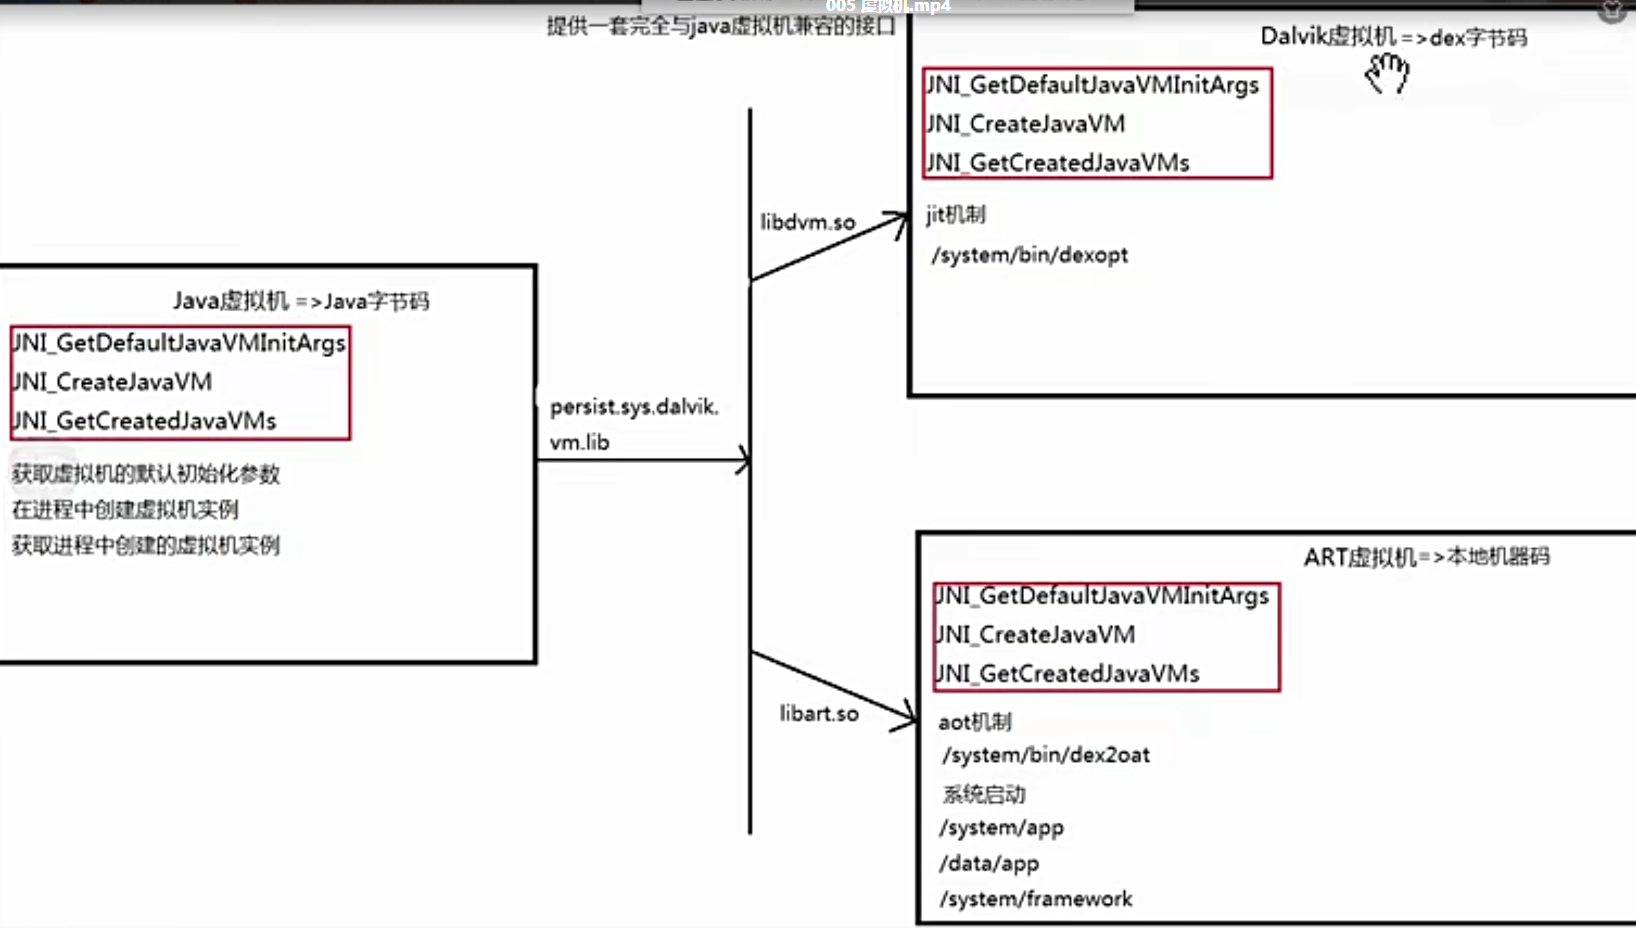 005 虚拟机.mp4
提供一套完全与java虚拟机兼容的接口
Dalvik虚拟机 =>dex字节码
JNI_GetDefaultJavaVMInitArgs
JNI_CreateJavaVM
JNI_GetCreatedJavaVMs
jit机制
/system/bin/dexopt
libdvm.so
Java虚拟机 =>Java字节码
JNI_GetDefaultJavaVMInitArgs
JNI_CreateJavaVM
JNI_GetCreatedJavaVMs
获取虚拟机的默认初始化参数
在进程中创建虚拟机实例
获取进程中创建的虚拟机实例
persist.sys.dalvik.
vm.lib
libart.so
ART虚拟机=>本地机器码
JNI_GetDefaultJavaVMInitArgs
JNI_CreateJavaVM
JNI_GetCreatedJavaVMs
aot机制
/system/bin/dex2oat
系统启动
/system/app
/data/app
/system/framework